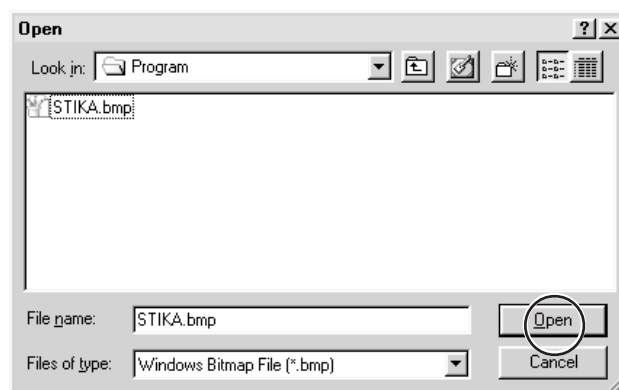 Open
Look in: Program
STIKA.bmp
File name: STIKA.bmp
Open
Files of type: Windows Bitmap File (*.bmp)
Cancel